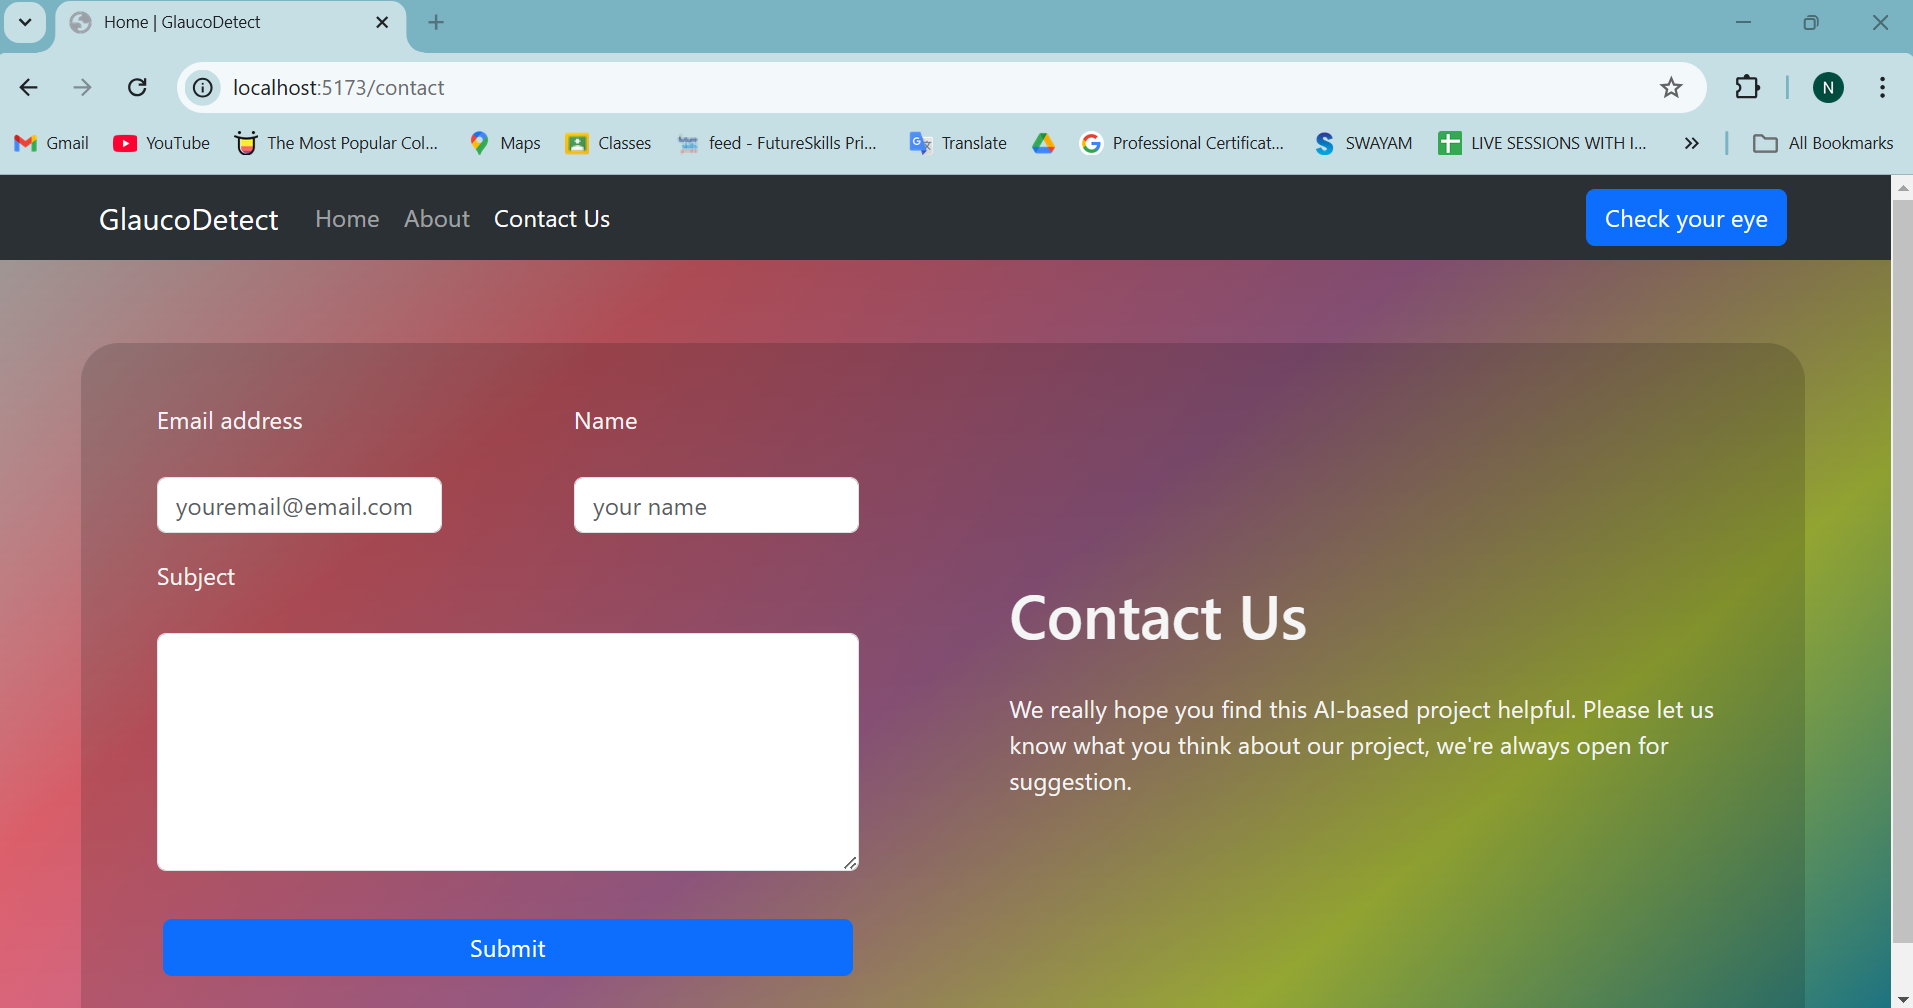 Home | GlaucoDetect
localhost:5173/contact
N
Gmail YouTube The Most Popular Col... Maps Classes feed - FutureSkills Pri... Translate Professional Certificat... SWAYAM LIVE SESSIONS WITH I... All Bookmarks
GlaucoDetect Home About Contact Us Check your eye
Email address Name
youremail@email.com your name
Subject
Contact Us
We really hope you find this AI-based project helpful. Please let us
know what you think about our project, we're always open for
suggestion.
Submit